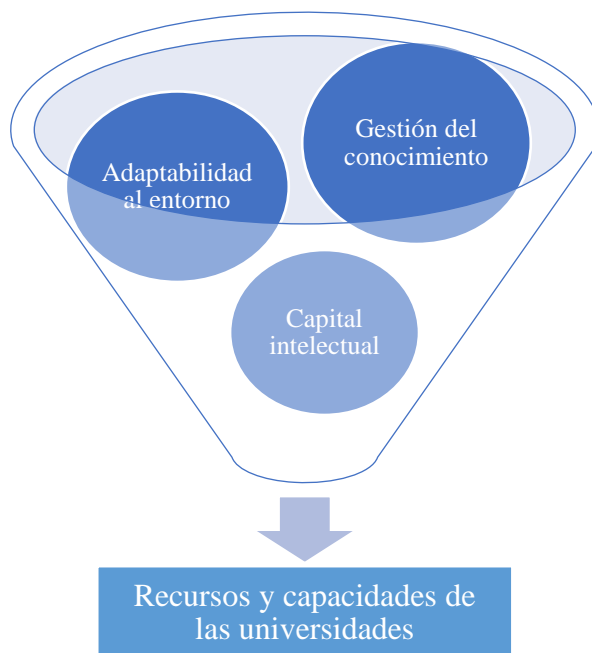 Gestión del
conocimiento
Adaptabilidad
al entorno
Capital
intelectual
Recursos y capacidades de
las universidades